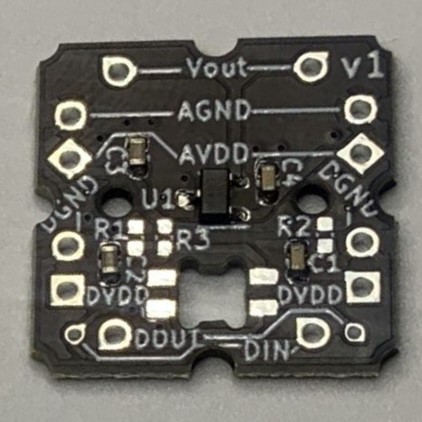 Vout v1
AGND
AVDD
C3 C4
DGND DGND
U1
R1 R3 R2
C2 C1
DVDD DVDD
DOUT DIN